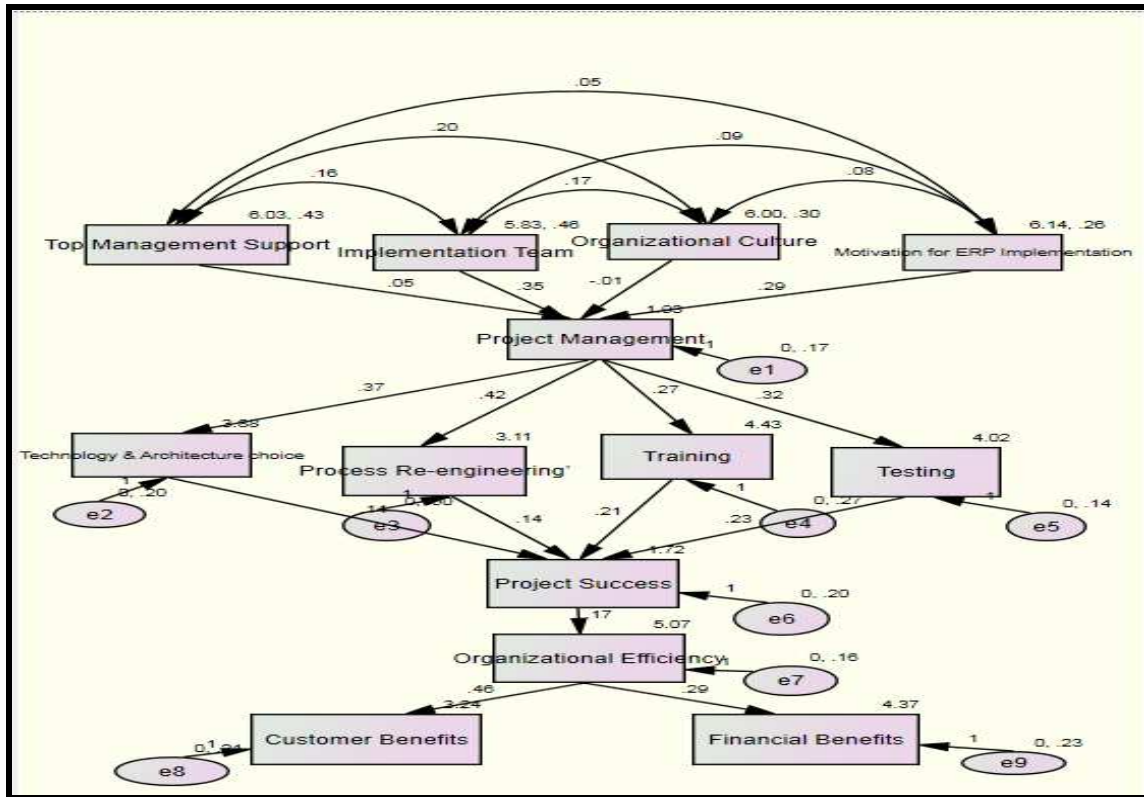 .05
.20
.09
.16
.17
.08
6.03, .43
5.83, .46
6.00, .30
6.14, .26
Top Management Support
Implementation Team
Organizational Culture
Motivation for ERP Implementation
.05
.35
-.01
.29
Project Management
1
0, .17
e1
.37
.42
.27
.32
3.11
4.43
4.02
Technology & Architecture choice
Process Re-engineering'
Training
Testing
1
0, .20
1
1
0, .27
1
0, .14
e2
e3
e4
e5
.14
.14
.21
.23
1.72
Project Success
1
0, .20
e6
.17
5.07
Organizational Efficiency
1
0, .16
e7
.46
.29
3.24
4.37
Customer Benefits
Financial Benefits
1
1
0, .23
e8
e9